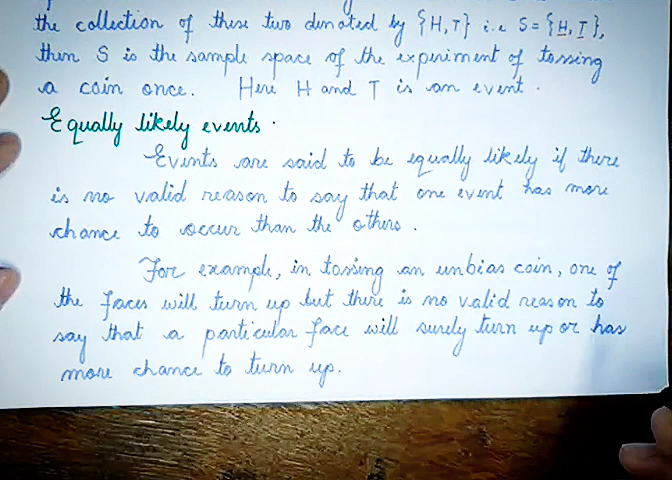 the collection of these two denoted by {H,T} i.e S = {H, T},
then S is the sample space of the experiment of tossing
a coin once. Here H and T is an event.
Equally likely events.
Events are said to be equally likely if there
is no valid reason to say that one event has more
chance to occur than the others.
For example, in tossing an unbias coin, one of
the faces will turn up but there is no valid reason to
say that a particular face will surely turn up or has
more chance to turn up.